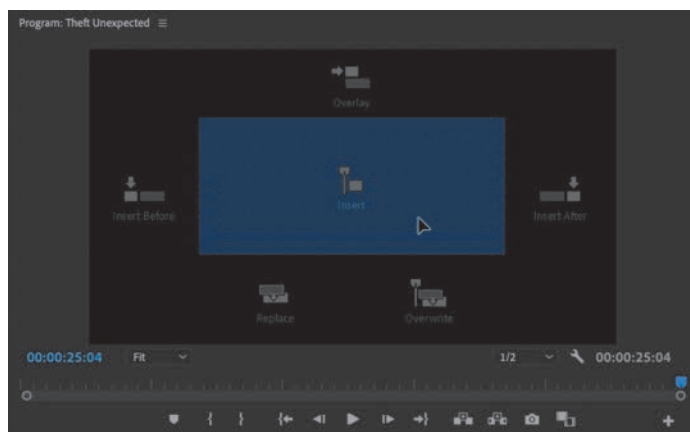 Program: Theft Unexpected
Overlay
Insert Before
Insert
Insert After
Replace
Overwrite
00:00:25:04 Fit 1/2 00:00:25:04